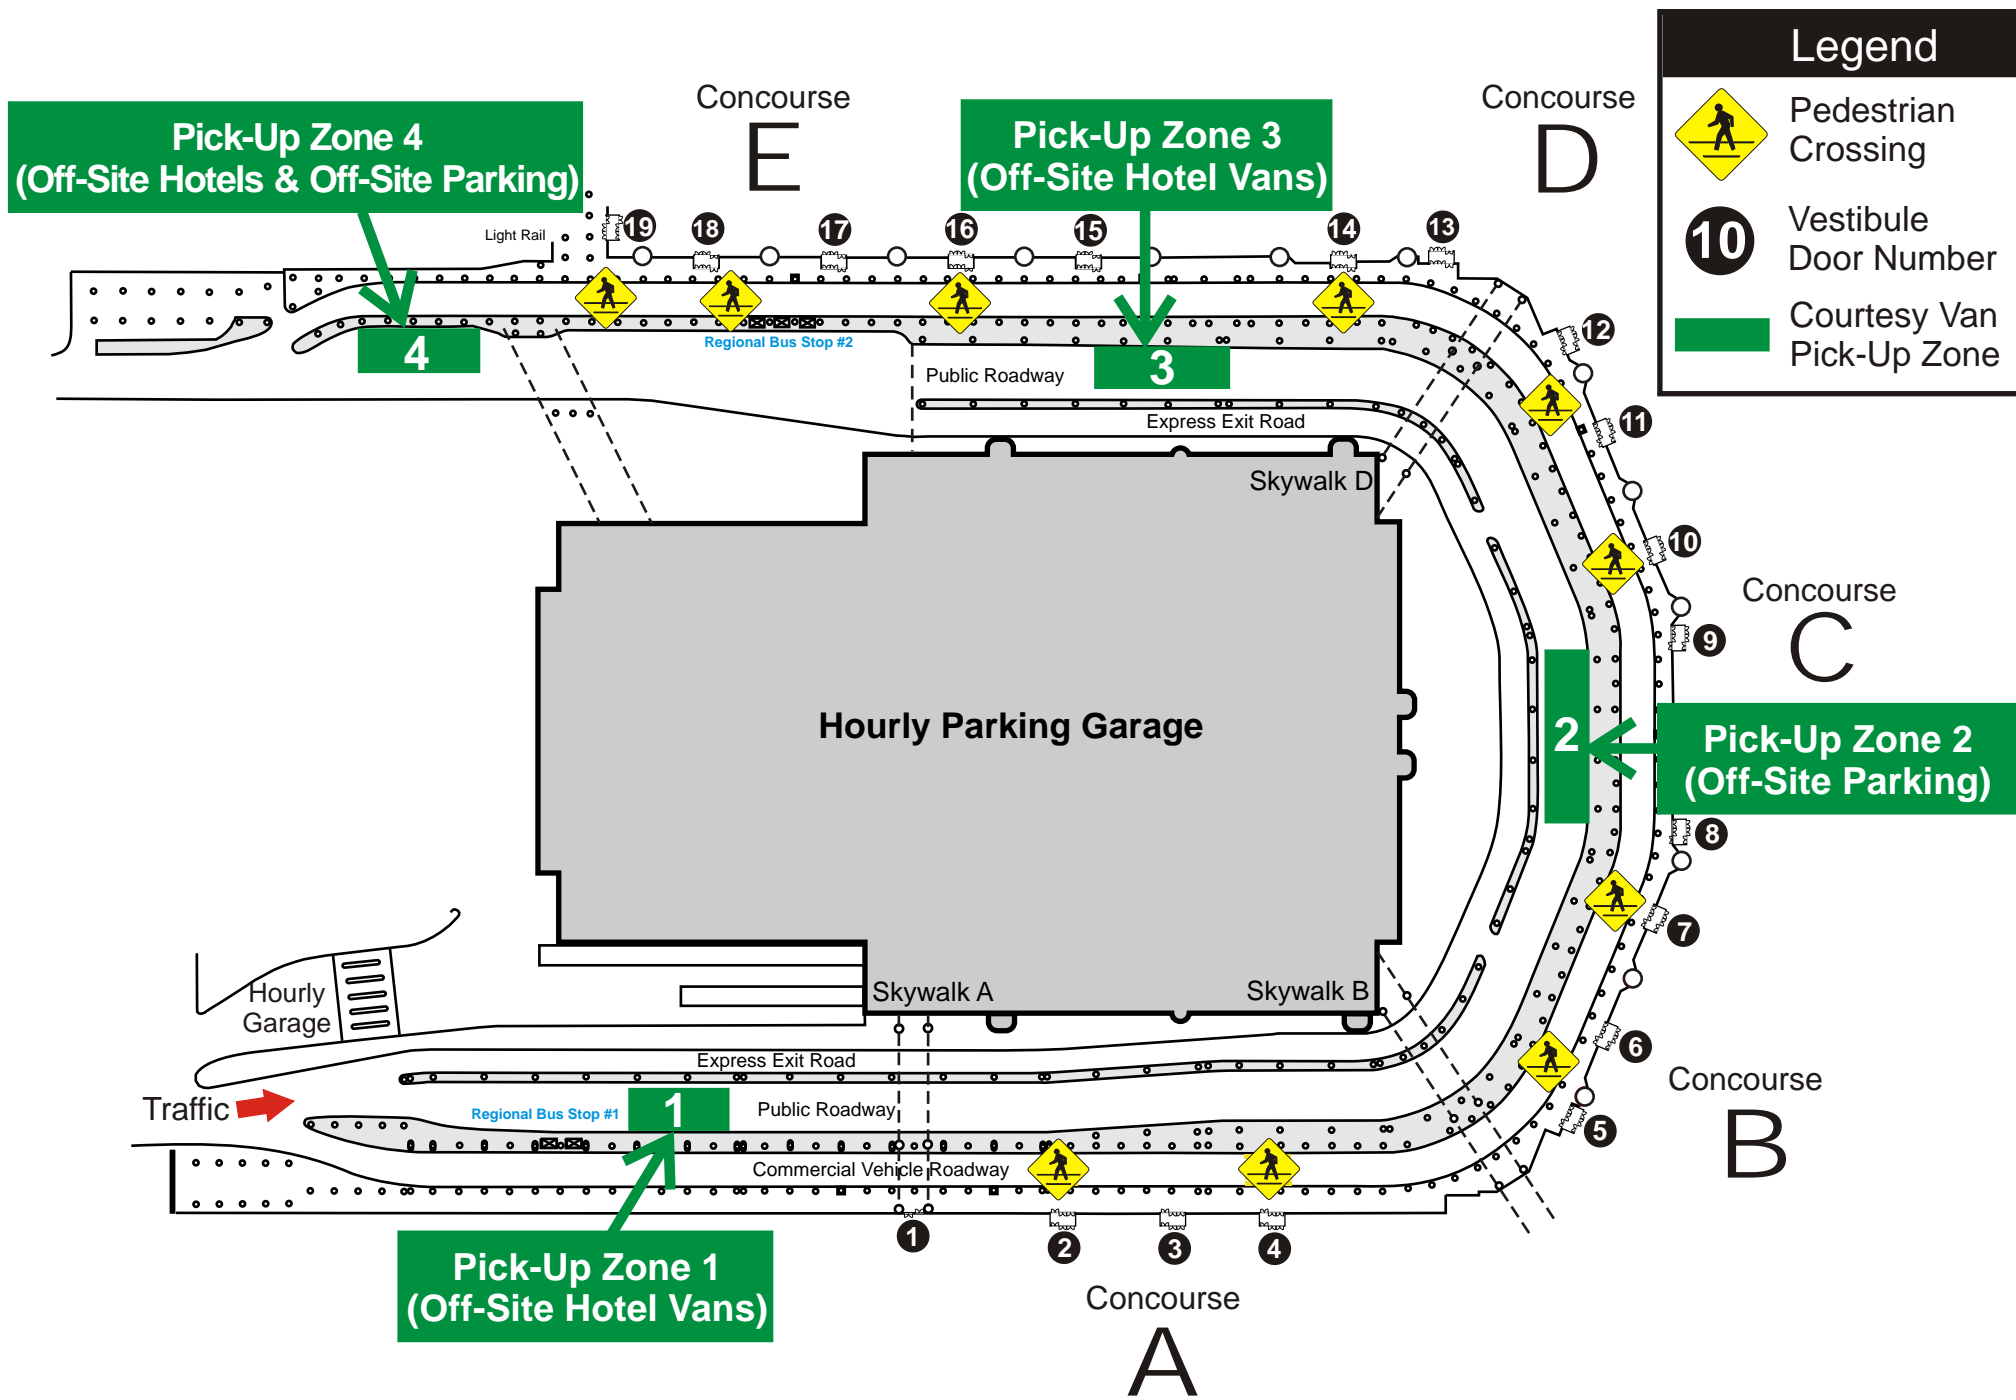 Legend
Pedestrian
Crossing
10
Vestibule
Door Number
Courtesy Van
Pick-Up Zone
Concourse
E
Concourse
D
Pick-Up Zone 4
(Off-Site Hotels & Off-Site Parking)
Pick-Up Zone 3
(Off-Site Hotel Vans)
Light Rail
19
18
17
16
15
14
13
12
11
10
9
8
7
6
5
4
Regional Bus Stop #2
3
Public Roadway
Express Exit Road
Skywalk D
Concourse
C
Hourly Parking Garage
2
Pick-Up Zone 2
(Off-Site Parking)
Skywalk A
Skywalk B
Hourly
Garage
Express Exit Road
Traffic
Regional Bus Stop #1
1
Public Roadway
Commercial Vehicle Roadway
Concourse
B
1
2
3
4
Pick-Up Zone 1
(Off-Site Hotel Vans)
Concourse
A